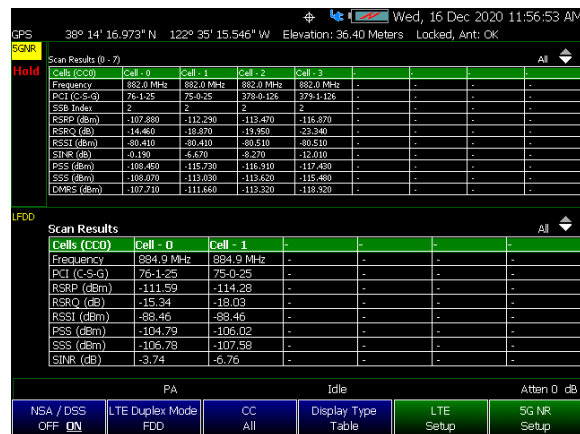 Wed, 16 Dec 2020 11:56:53 AM
GPS 38º 14' 16.973" N 122º 35' 15.546" W Elevation: 36.40 Meters Locked, Ant: OK
5GNR
Hold
Scan Results (0 - 7) All
Cells (CC0) Cell - 0 Cell - 1 Cell - 2 Cell - 3 - - - -
Frequency 882.0 MHz 882.0 MHz 882.0 MHz 882.0 MHz - - - -
PCI (C-S-G) 76-1-25 75-0-25 378-0-126 379-1-126 - - - -
SSB Index 2 2 2 2 - - - -
RSRP (dBm) -107.880 -112.290 -113.470 -116.870 - - - -
RSRQ (dB) -14.460 -18.870 -19.950 -23.340 - - - -
RSSI (dBm) -80.410 -80.410 -80.510 -80.510 - - - -
SINR (dB) -0.190 -6.670 -8.270 -12.010 - - - -
PSS (dBm) -108.450 -115.730 -116.910 -117.430 - - - -
SSS (dBm) -108.070 -113.030 -113.620 -115.480 - - - -
DMRS (dBm) -107.710 -111.660 -113.320 -118.920 - - - -
LFDD
Scan Results All
Cells (CC0) Cell - 0 Cell - 1 - - - -
Frequency 884.9 MHz 884.9 MHz - - - -
PCI (C-S-G) 76-1-25 75-0-25 - - - -
RSRP (dBm) -111.59 -114.28 - - - -
RSRQ (dB) -15.34 -18.03 - - - -
RSSI (dBm) -88.46 -88.46 - - - -
PSS (dBm) -104.79 -106.02 - - - -
SSS (dBm) -106.78 -107.58 - - - -
SINR (dB) -3.74 -6.76 - - - -
PA Idle Atten 0 dB
NSA / DSS LTE Duplex Mode CC Display Type LTE 5G NR
OFF ON FDD All Table Setup Setup